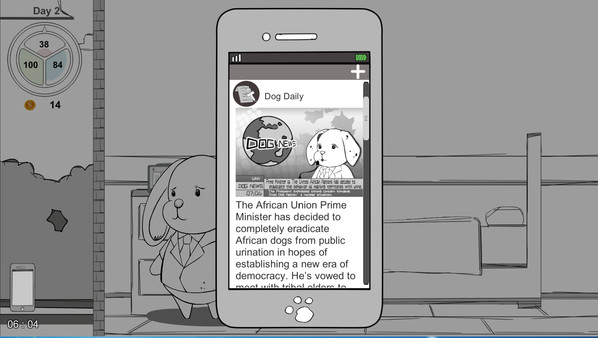 Day 2
38
100
84
14
Dog Daily
DOG NEWS
DOG NEWS
07:00
The African Union Prime
Minister has decided to
completely eradicate
African dogs from public
urination in hopes of
establishing a new era of
democracy. He's vowed to
meet with tribal elders to
06:04